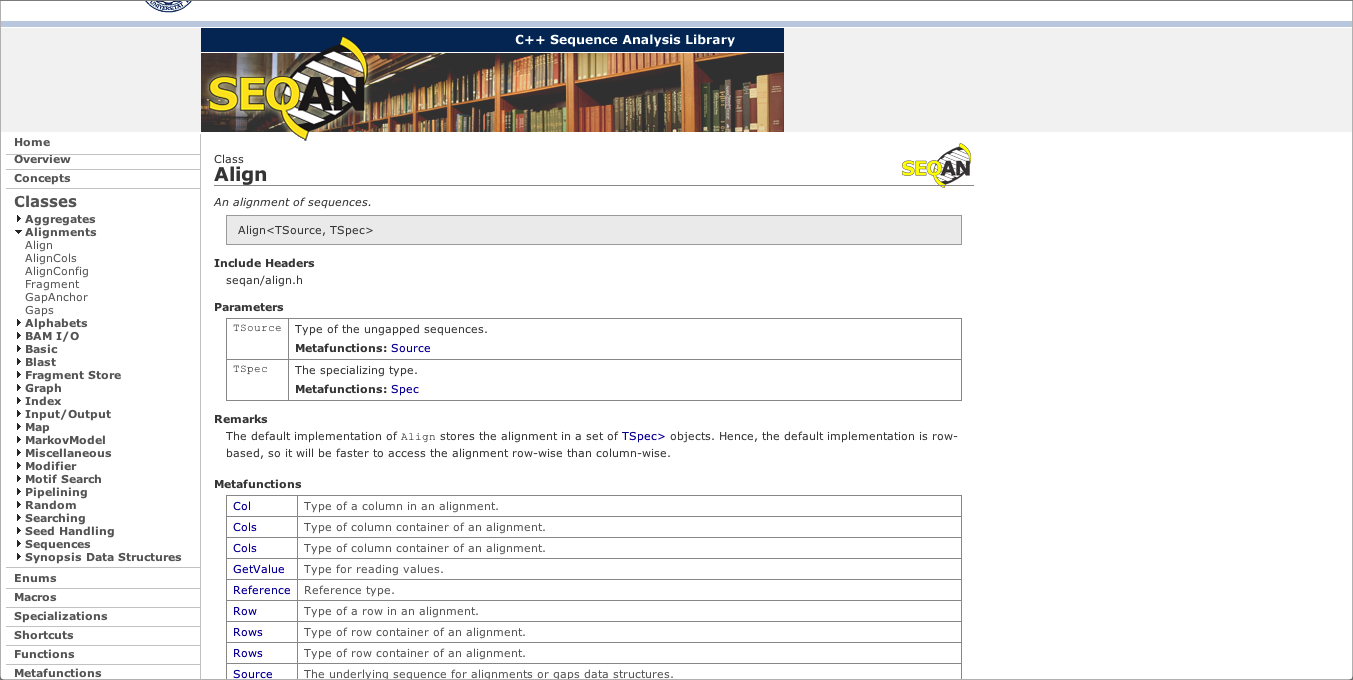 C++ Sequence Analysis Library
SEQAN
Home
Overview
Concepts
Classes
Aggregates
Alignments
Align
AlignCols
AlignConfig
Fragment
GapAnchor
Gaps
Alphabets
BAM I/O
Basic
Blast
Fragment Store
Graph
Index
Input/Output
Map
MarkovModel
Miscellaneous
Modifier
Motif Search
Pipelining
Random
Searching
Seed Handling
Sequences
Synopsis Data Structures
Enums
Macros
Specializations
Shortcuts
Functions
Metafunctions
Class
Align
SEQAN
An alignment of sequences.
Align<TSource, TSpec>
Include Headers
seqan/align.h
Parameters
TSource Type of the ungapped sequences.
Metafunctions: Source
TSpec The specializing type.
Metafunctions: Spec
Remarks
The default implementation of Align stores the alignment in a set of TSpec> objects. Hence, the default implementation is row-
based, so it will be faster to access the alignment row-wise than column-wise.
Metafunctions
Col Type of a column in an alignment.
Cols Type of column container of an alignment.
Cols Type of column container of an alignment.
GetValue Type for reading values.
Reference Reference type.
Row Type of a row in an alignment.
Rows Type of row container of an alignment.
Rows Type of row container of an alignment.
Source The underlying sequence for alignments or gaps data structures.